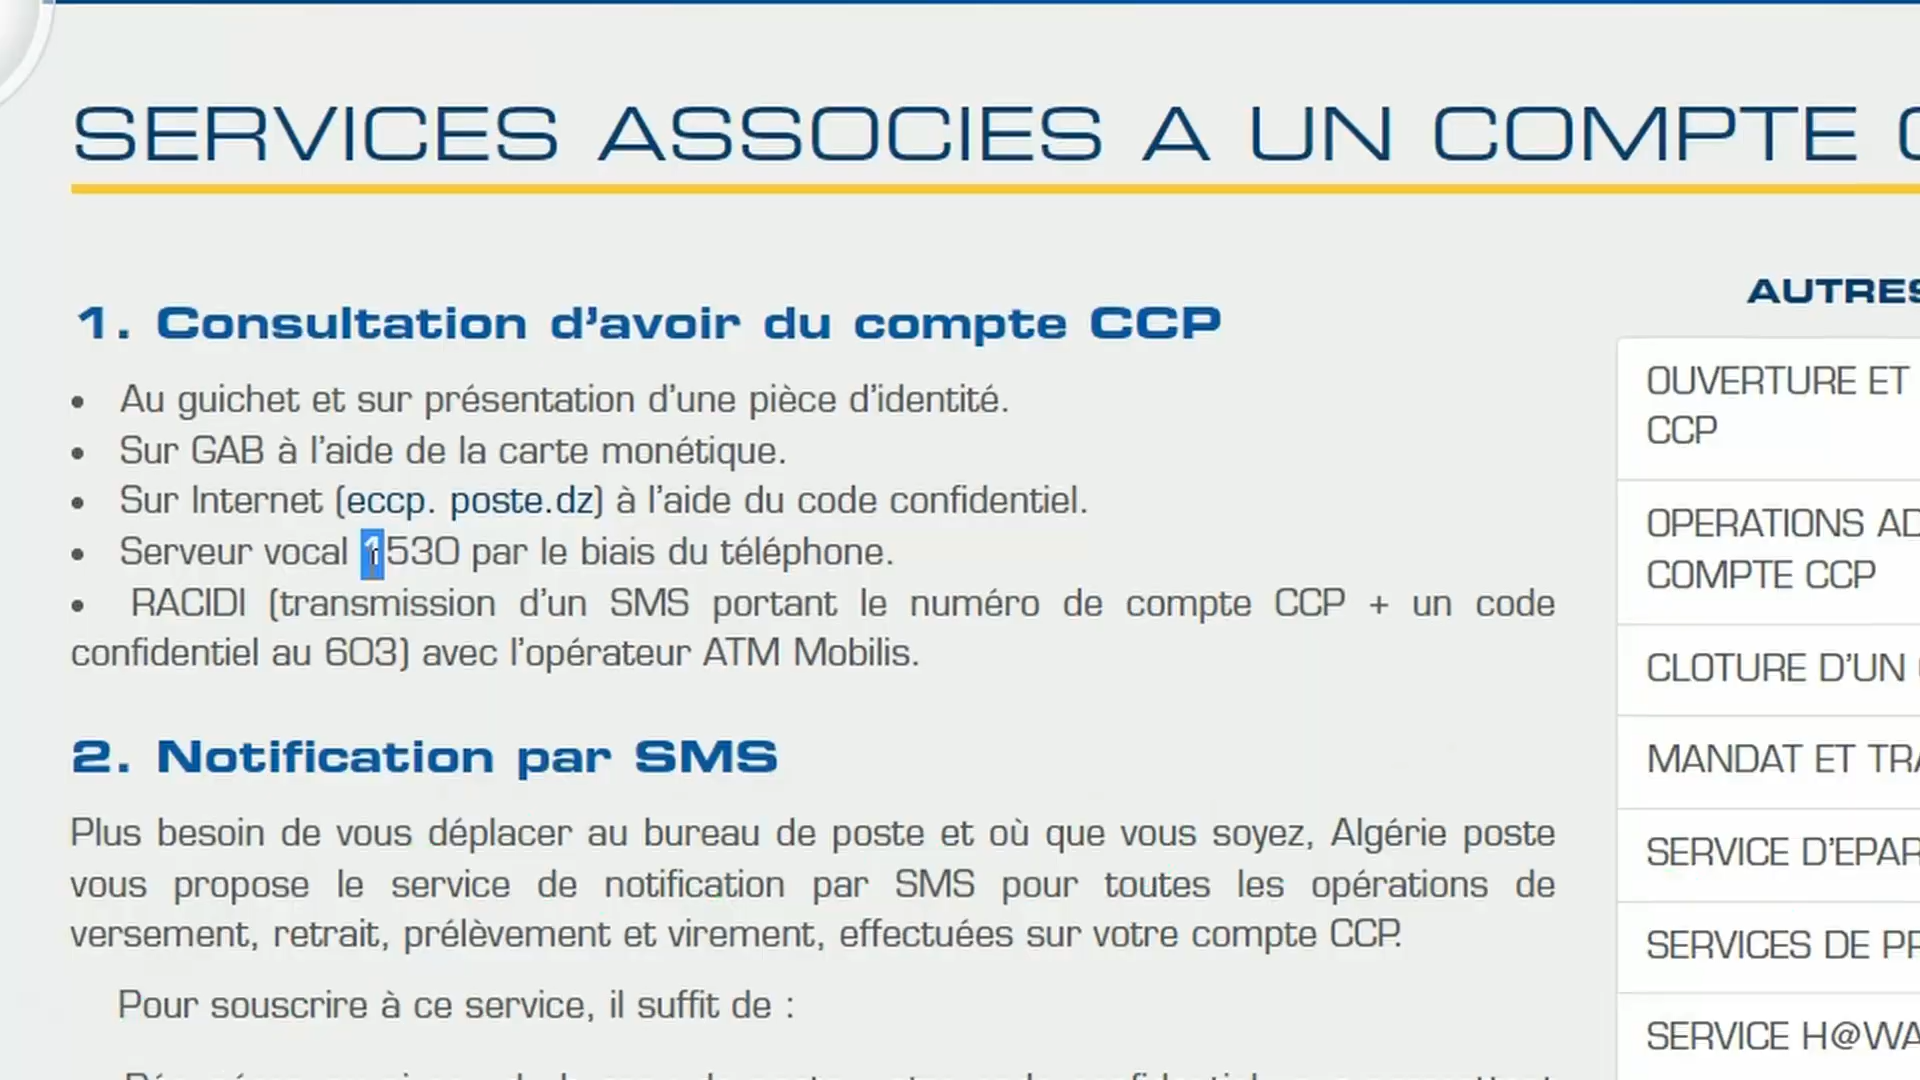 SERVICES ASSOCIES A UN COMPTE
1. Consultation d’avoir du compte CCP
• Au guichet et sur présentation d’une pièce d’identité.
• Sur GAB à l’aide de la carte monétique.
• Sur Internet (eccp. poste.dz) à l’aide du code confidentiel.
• Serveur vocal 1530 par le biais du téléphone.
• RACIDI (transmission d’un SMS portant le numéro de compte CCP + un code
confidentiel au 603) avec l’opérateur ATM Mobilis.
2. Notification par SMS
Plus besoin de vous déplacer au bureau de poste et où que vous soyez, Algérie poste
vous propose le service de notification par SMS pour toutes les opérations de
versement, retrait, prélèvement et virement, effectuées sur votre compte CCP.
Pour souscrire à ce service, il suffit de :
AUTRES
OUVERTURE ET
CCP
OPERATIONS AD
COMPTE CCP
CLOTURE D’UN
MANDAT ET TRA
SERVICE D’EPAR
SERVICES DE PR
SERVICE H@WA